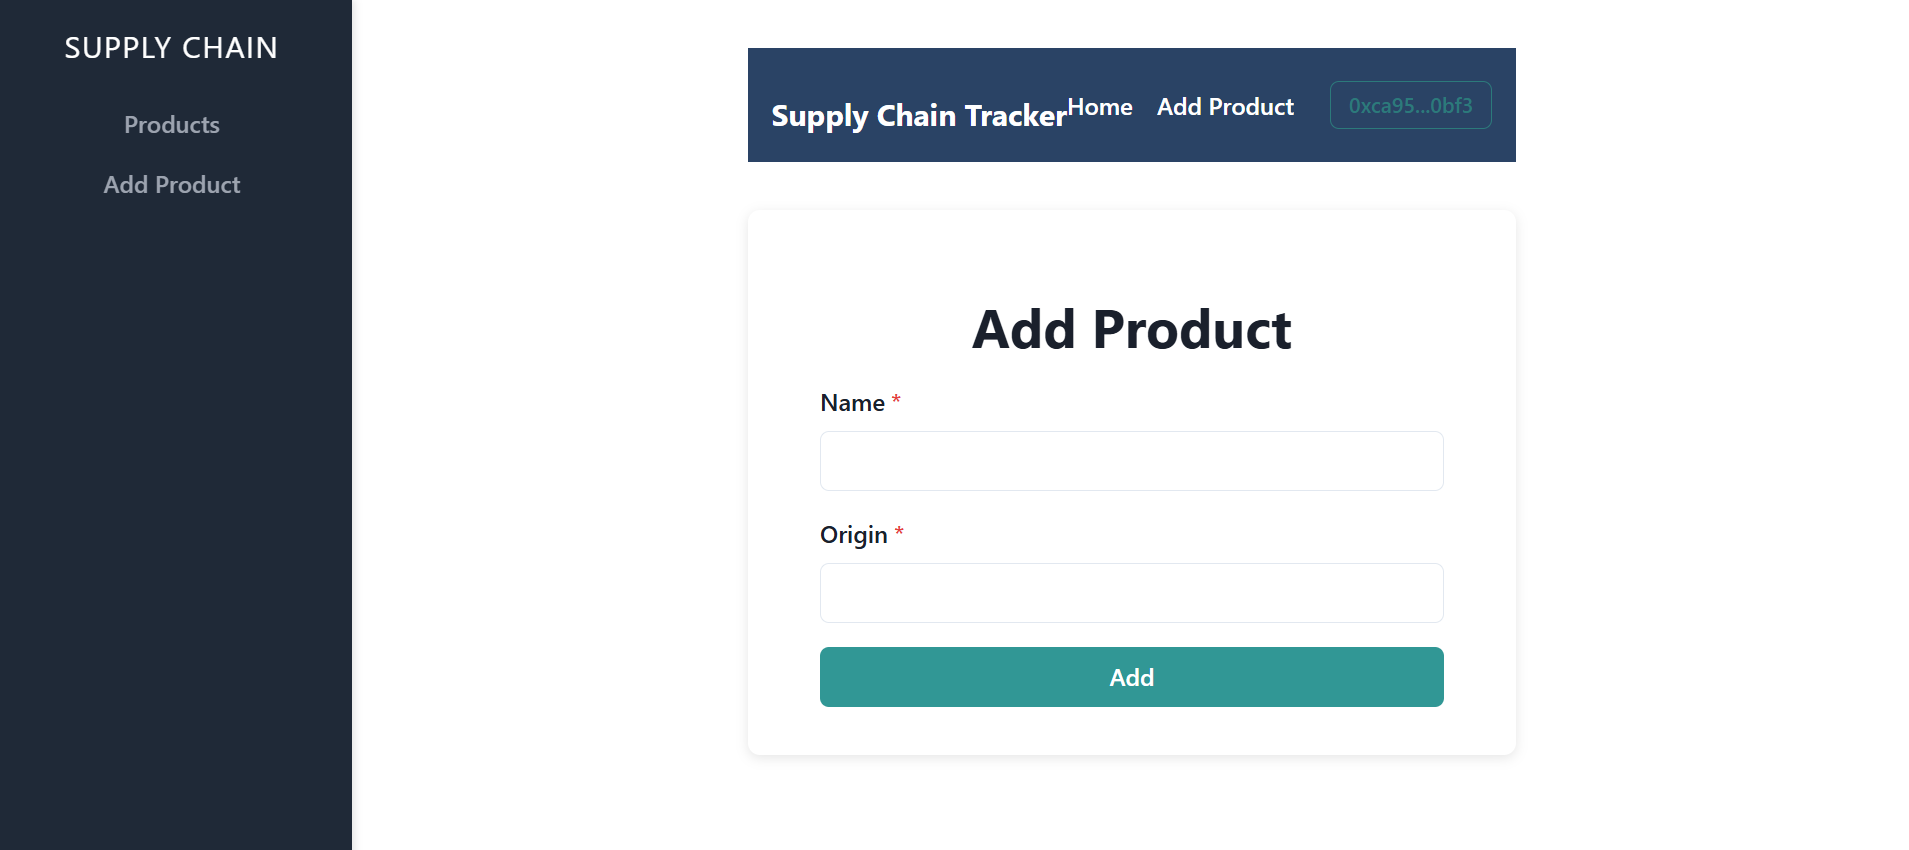 SUPPLY CHAIN
Products
Add Product
Supply Chain Tracker Home Add Product 0xca95...0bf3
Add Product
Name *
Origin *
Add